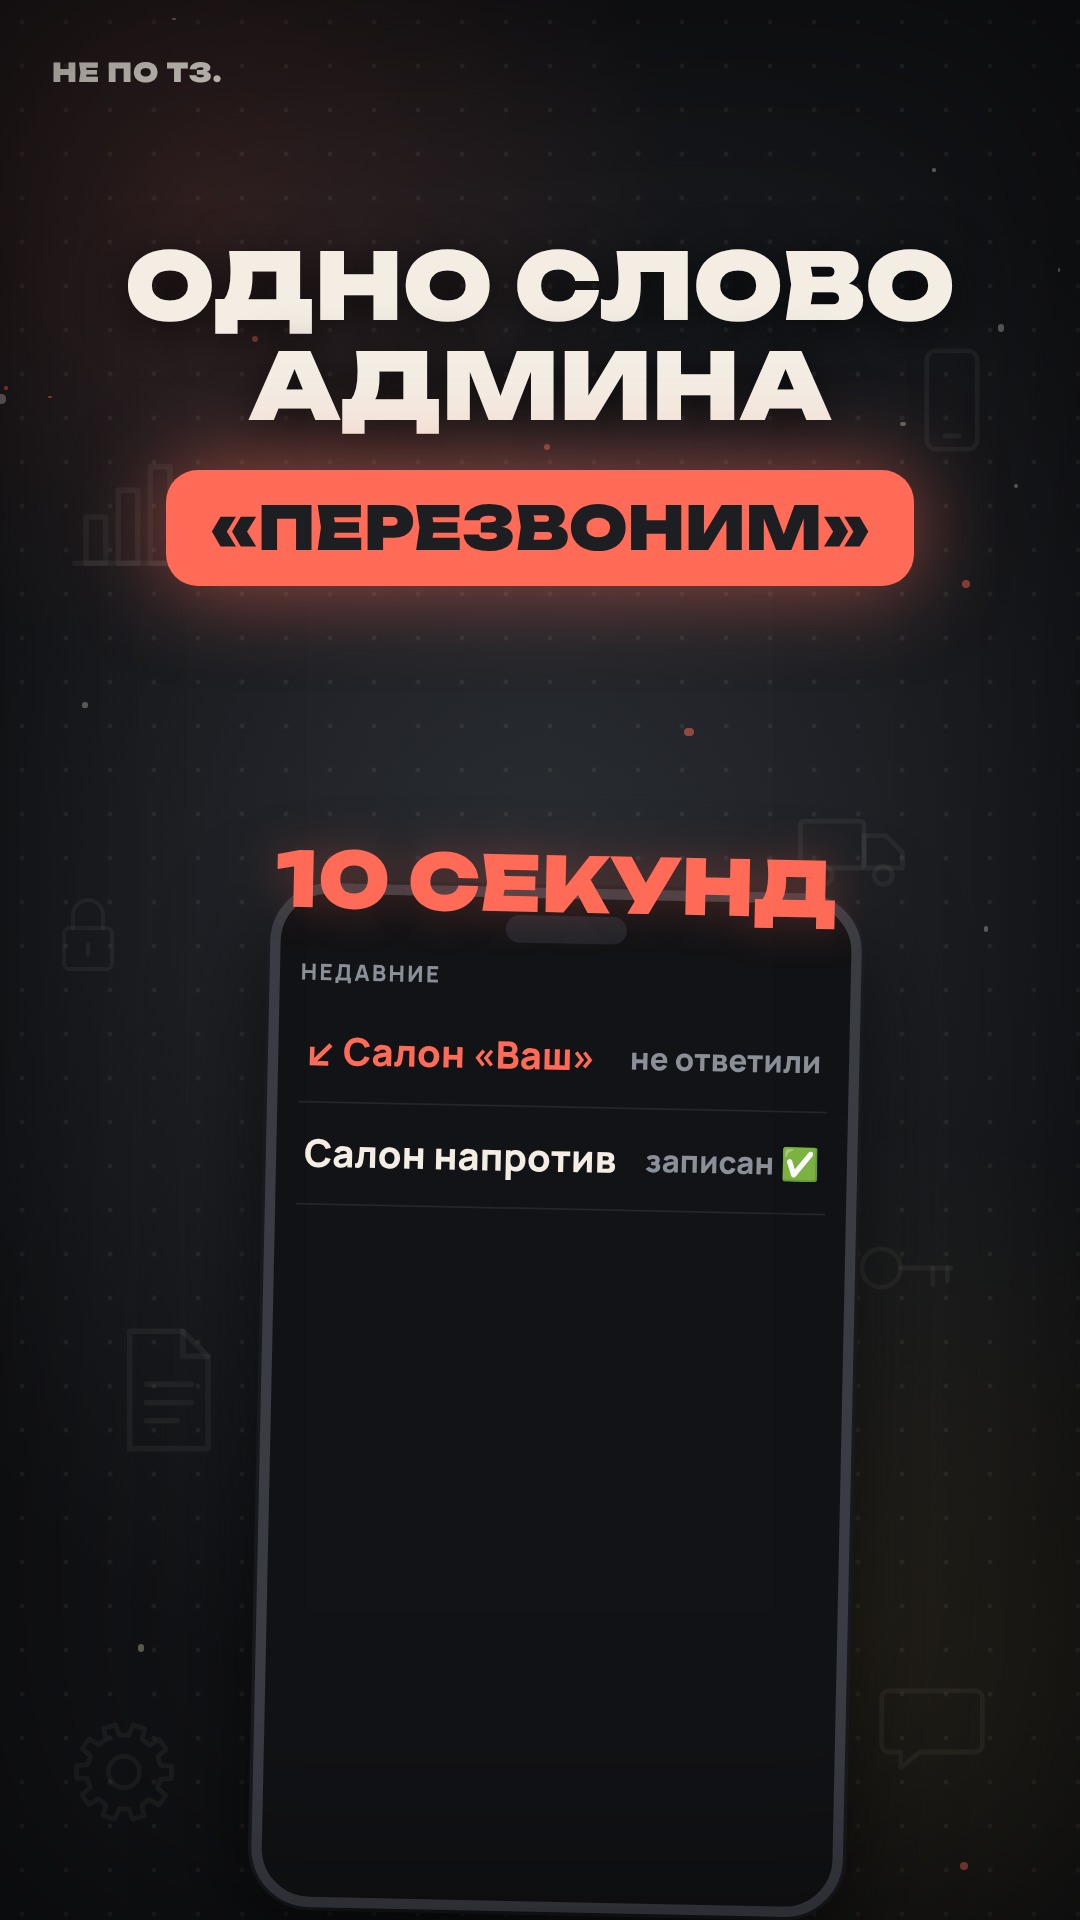 НЕ ПО ТЗ.
ОДНО СЛОВО
АДМИНА
«ПЕРЕЗВОНИМ»
10 СЕКУНД
НЕДАВНИЕ
↙ Салон «Ваш» не ответили
Салон напротив записан ✅